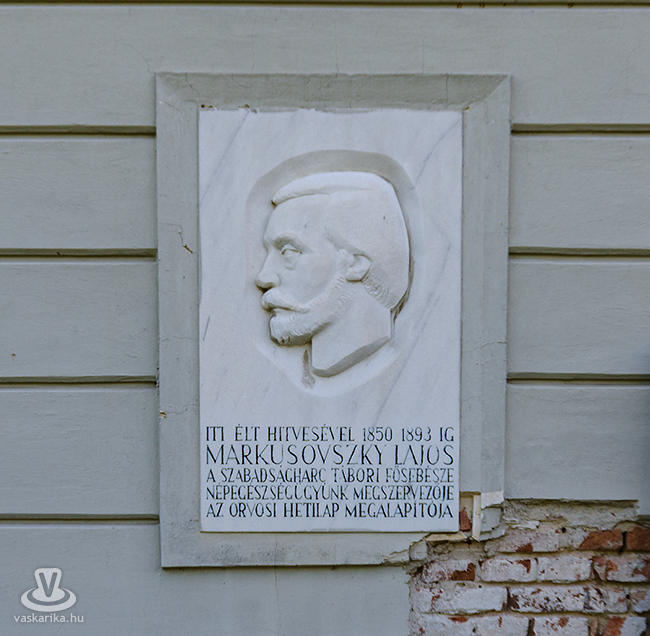 ITT ÉLT HITVESÉVEL 1850 1893 IG
MARKUSOVSZKY LAJOS
A SZABADSÁGHARC TÁBORI FŐSEBÉSZE
NÉPEGÉSZSÉGÜGYÜNK MEGSZERVEZŐJE
AZ ORVOSI HETILAP MEGALAPÍTÓJA
vaskarika.hu